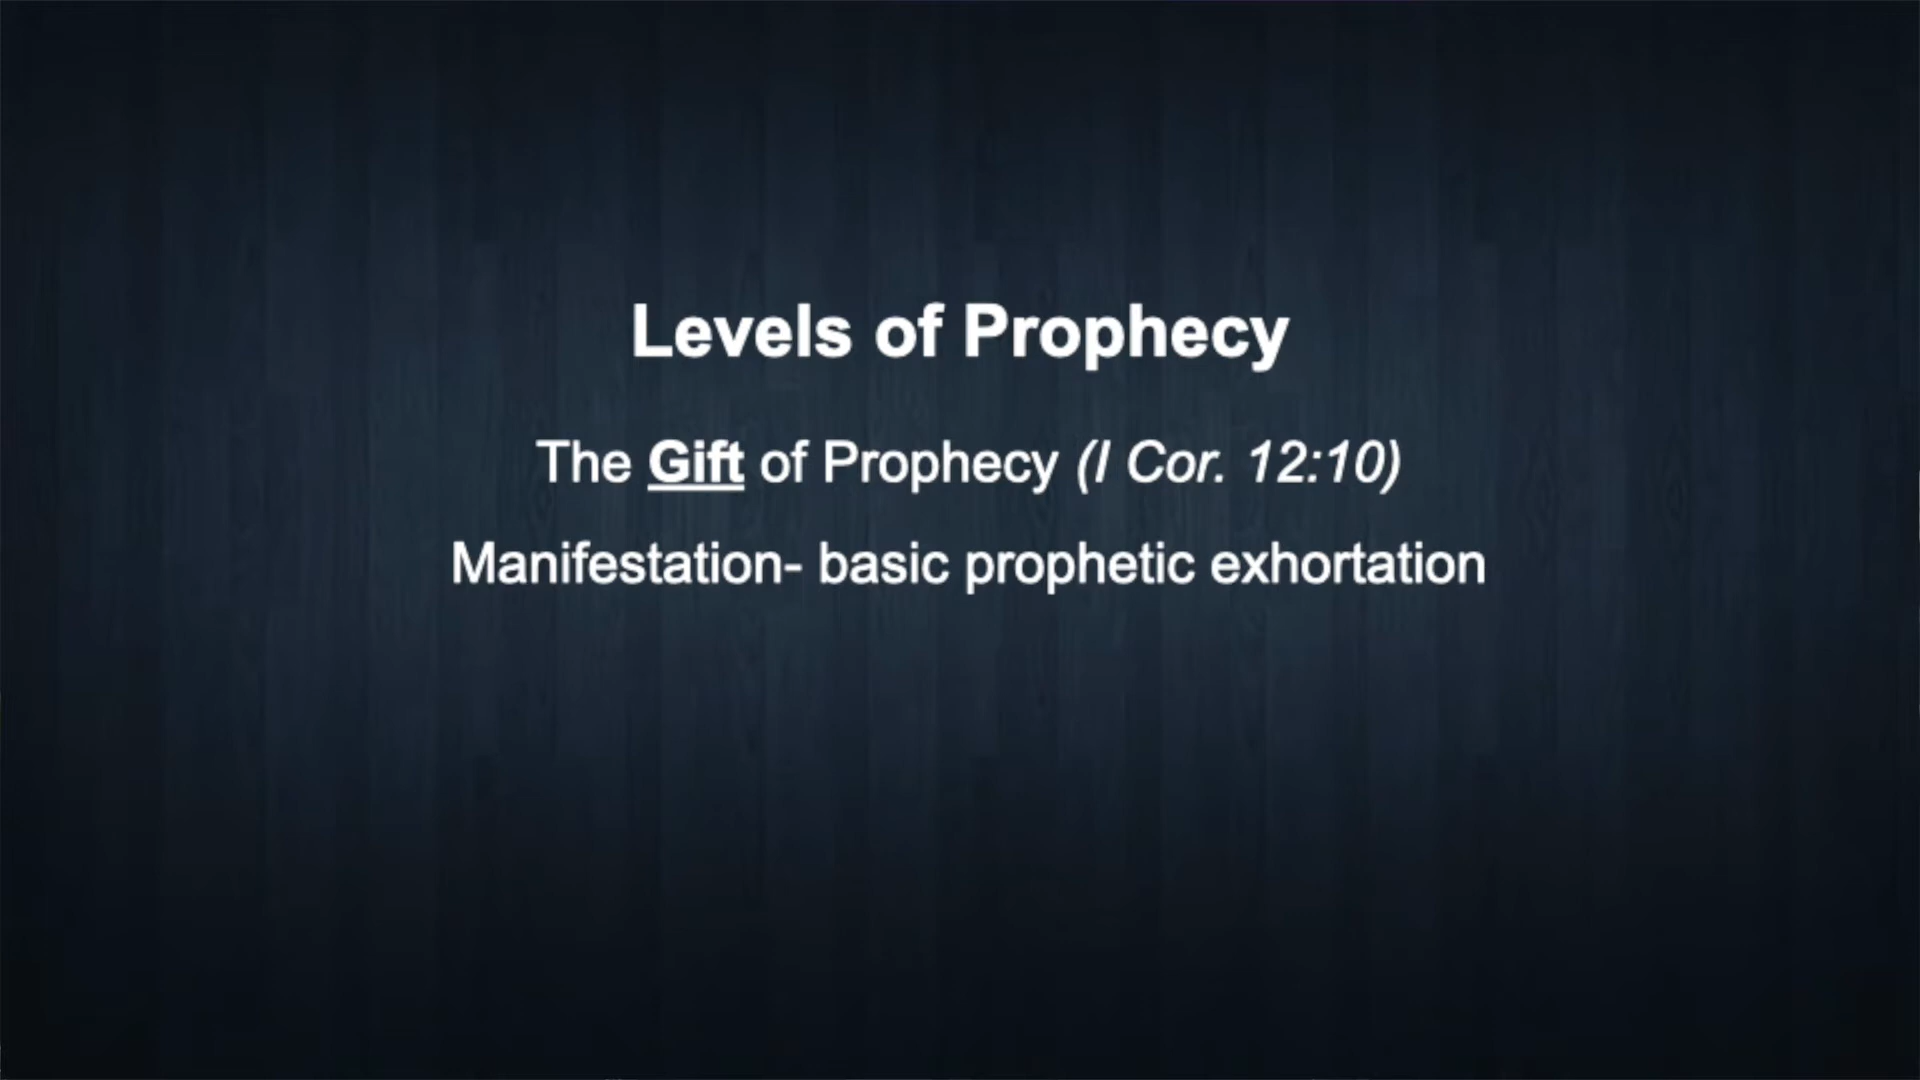 Levels of Prophecy
The Gift of Prophecy (I Cor. 12:10)
Manifestation- basic prophetic exhortation